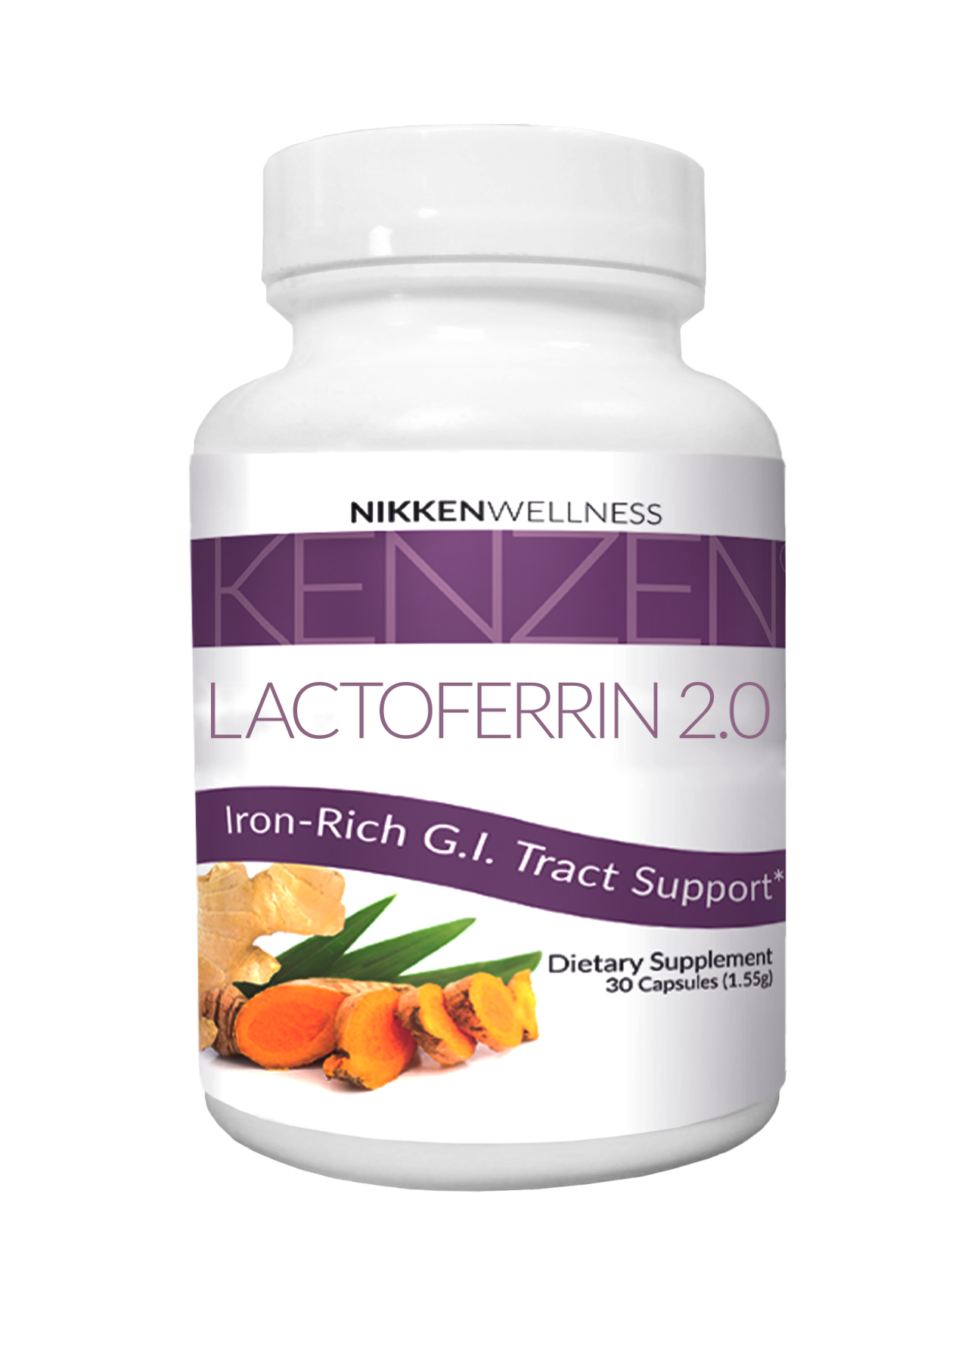 NIKKENWELLNESS
KENZEN®
LACTOFERRIN 2.0
Iron-Rich G.I. Tract Support*
Dietary Supplement
30 Capsules (1.55g)